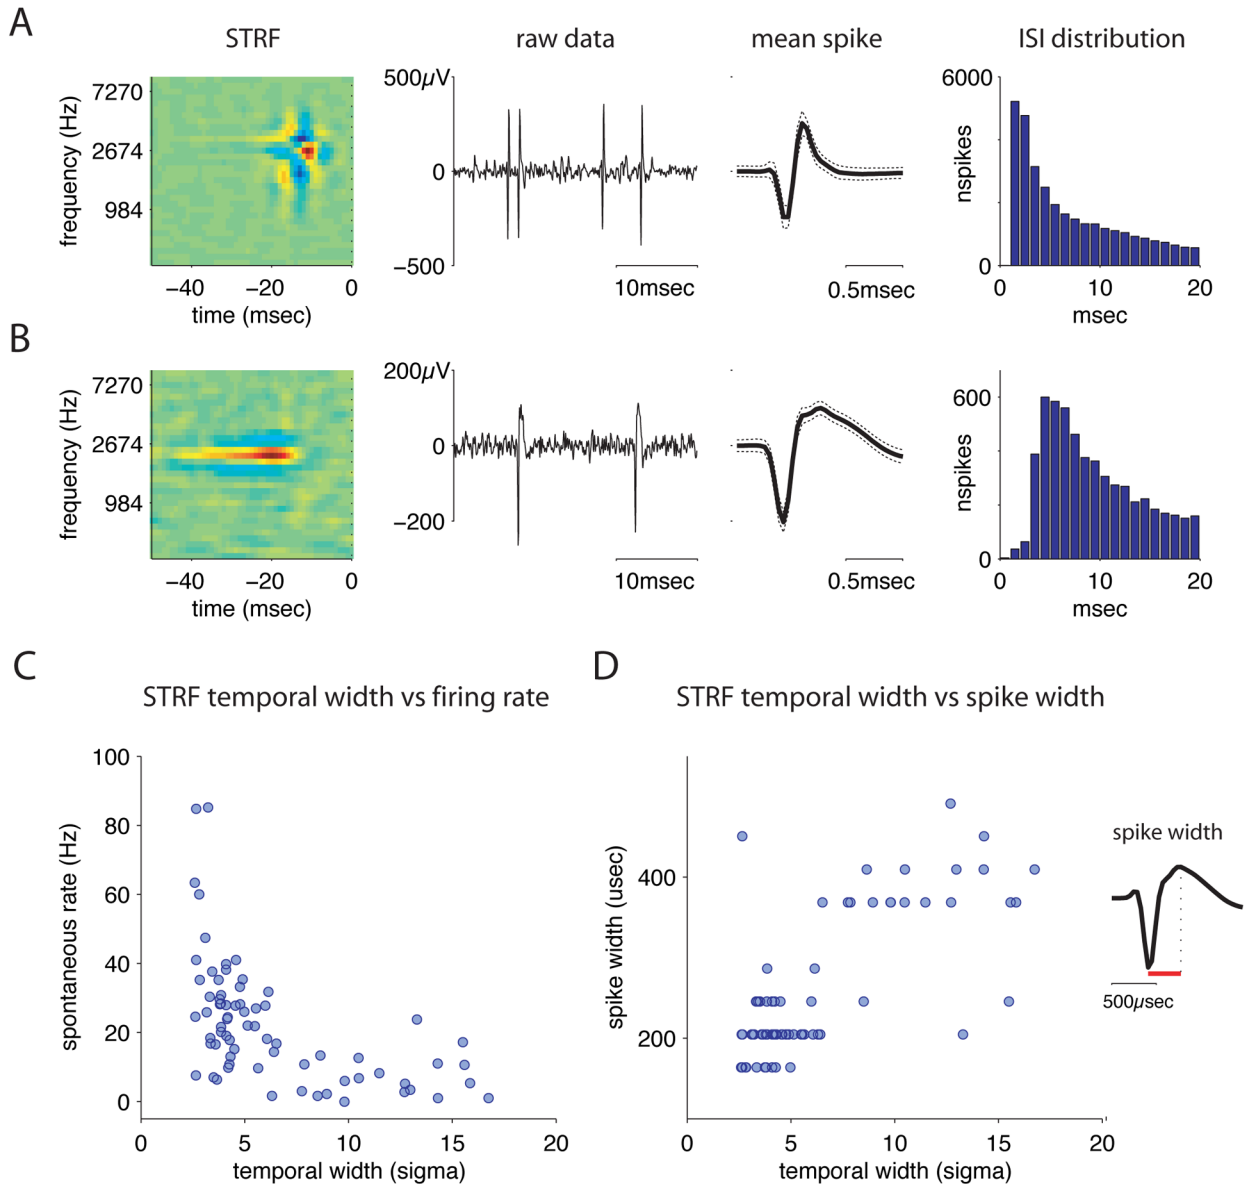 A
STRF
raw data
mean spike
ISI distribution
frequency (Hz)
7270
2674
984
−40
−20
0
time (msec)
500µV
0
−500
10msec
0.5msec
nspikes
6000
0
0
10
20
msec
B
frequency (Hz)
7270
2674
984
−40
−20
0
time (msec)
200µV
0
−200
10msec
0.5msec
nspikes
600
0
0
10
20
msec
C
STRF temporal width vs firing rate
spontaneous rate (Hz)
100
80
60
40
20
0
0
5
10
15
20
temporal width (sigma)
D
STRF temporal width vs spike width
spike width (usec)
400
200
0
5
10
15
20
temporal width (sigma)
spike width
500µsec